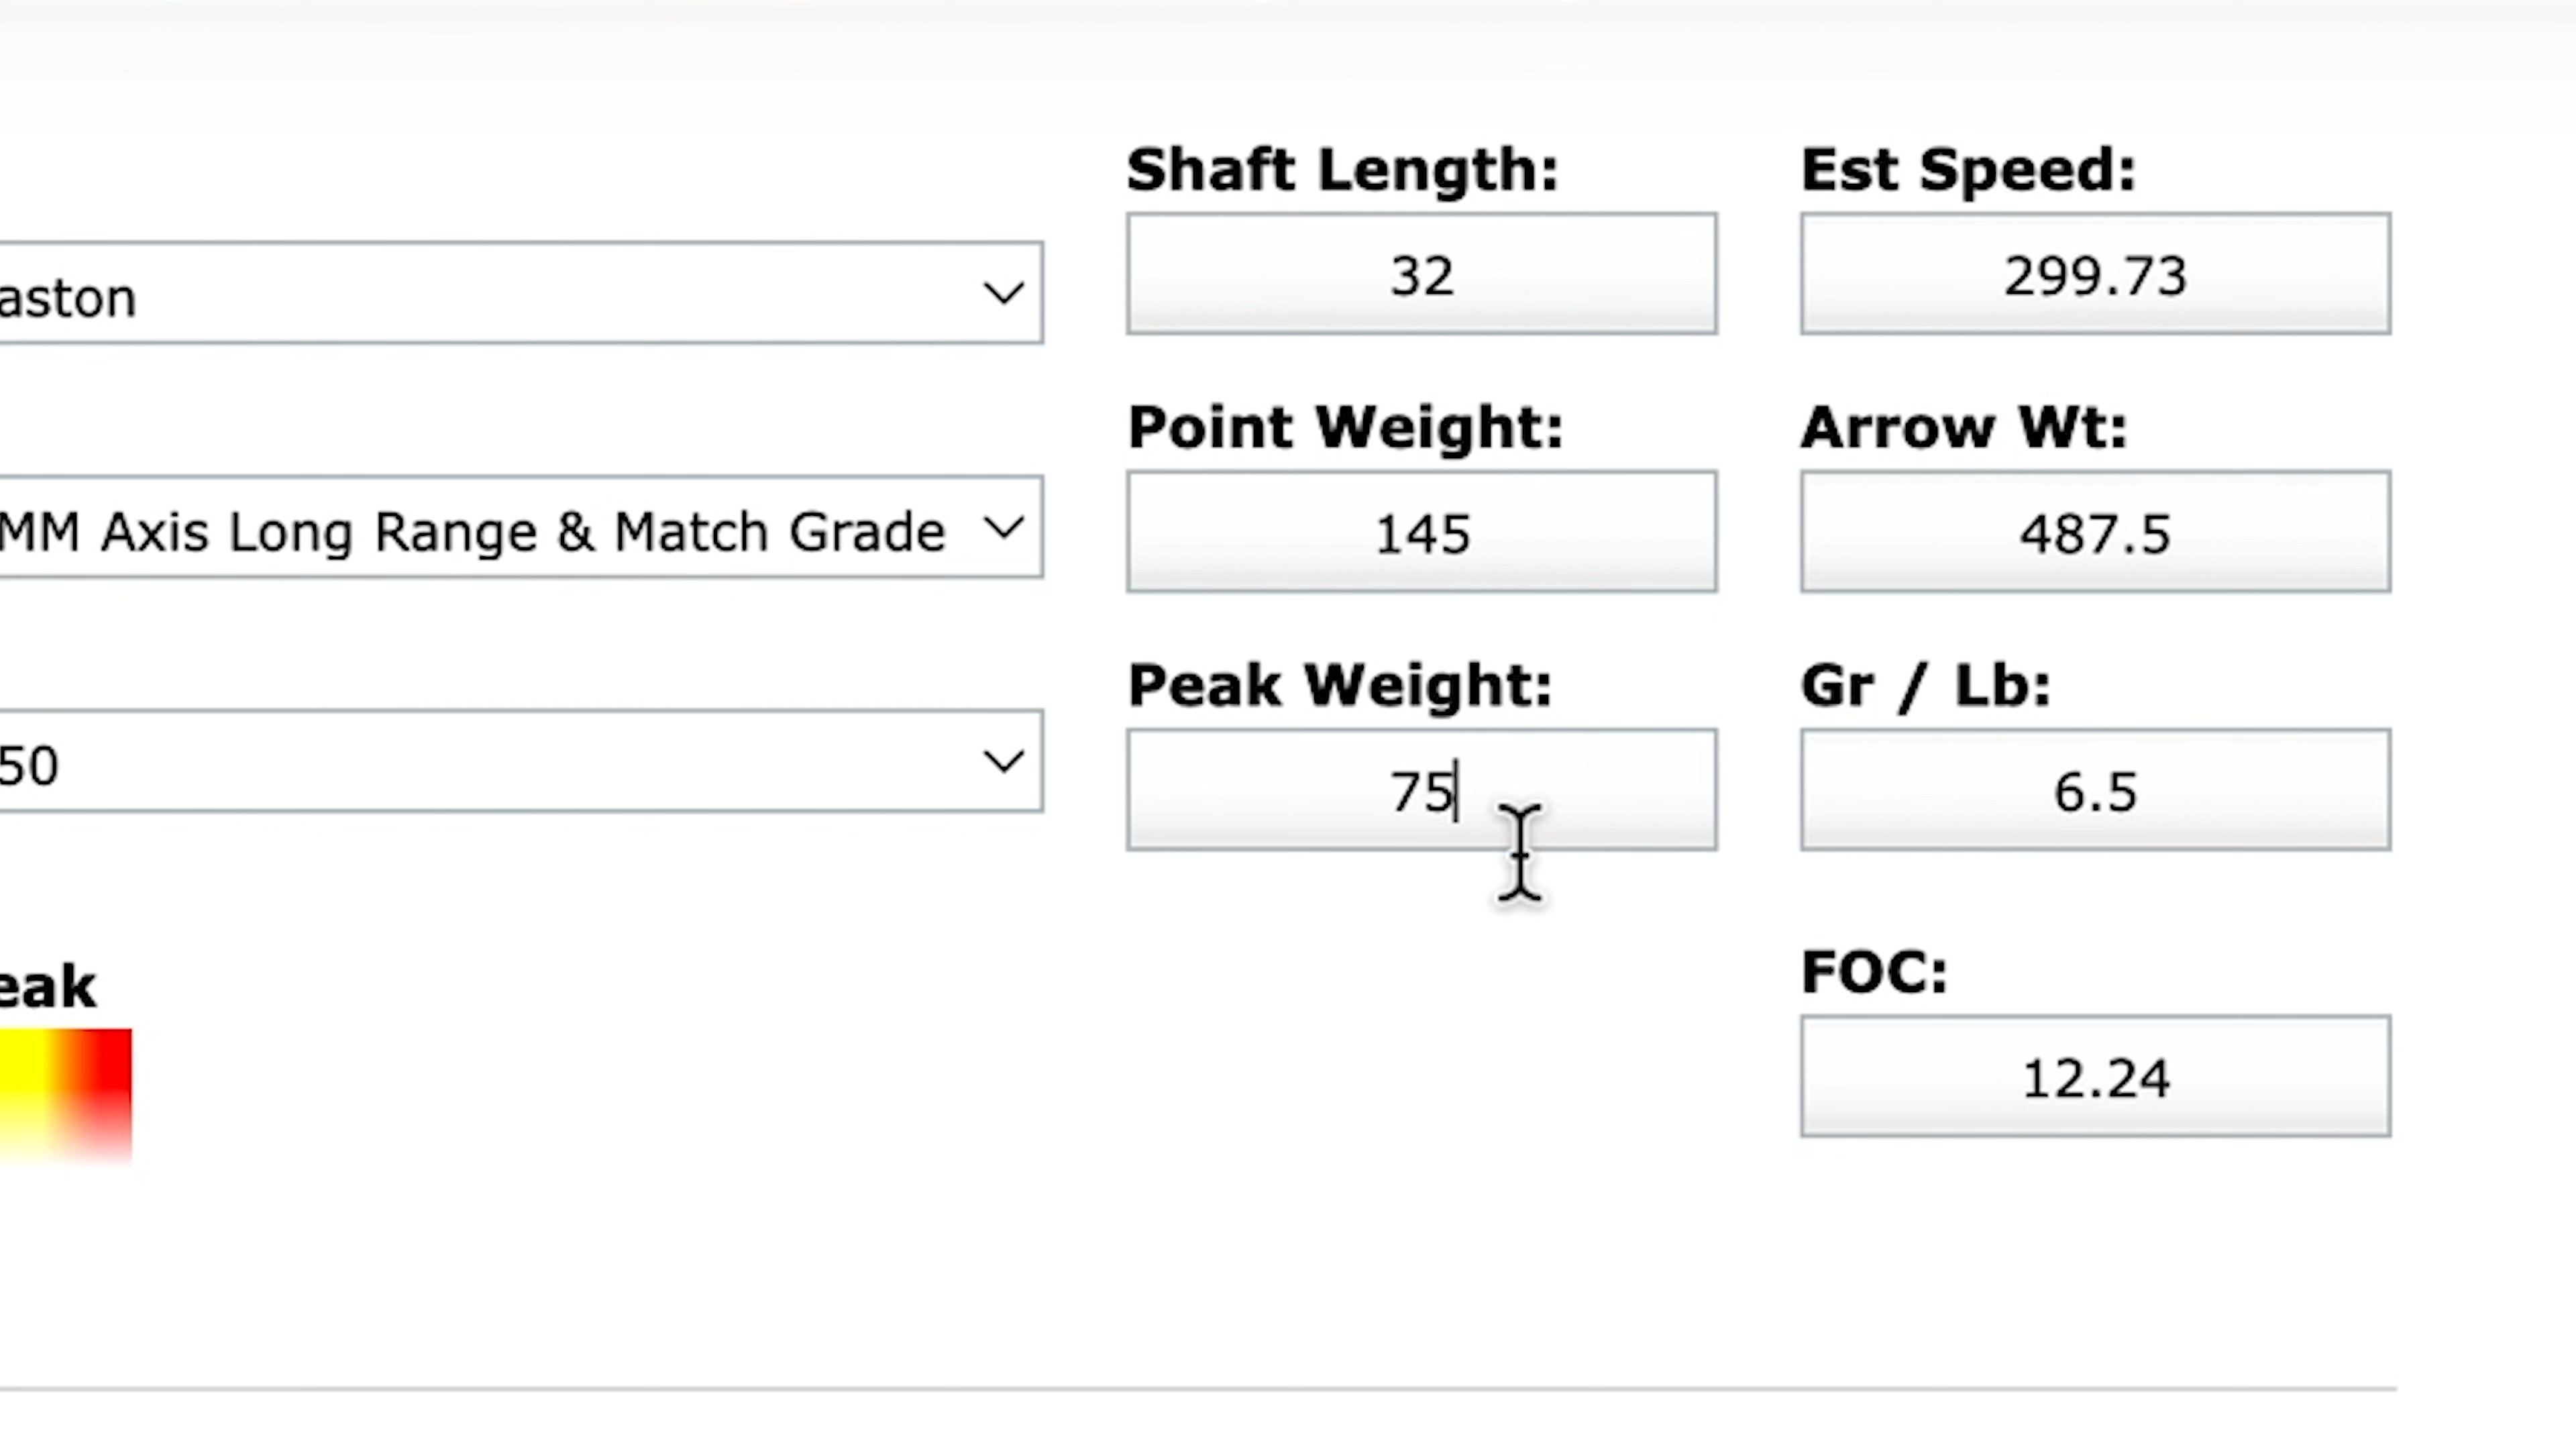 Shaft Length: Est Speed:
aston 32 299.73
Point Weight: Arrow Wt:
MM Axis Long Range & Match Grade 145 487.5
Peak Weight: Gr / Lb:
50 75 6.5
eak FOC:
12.24